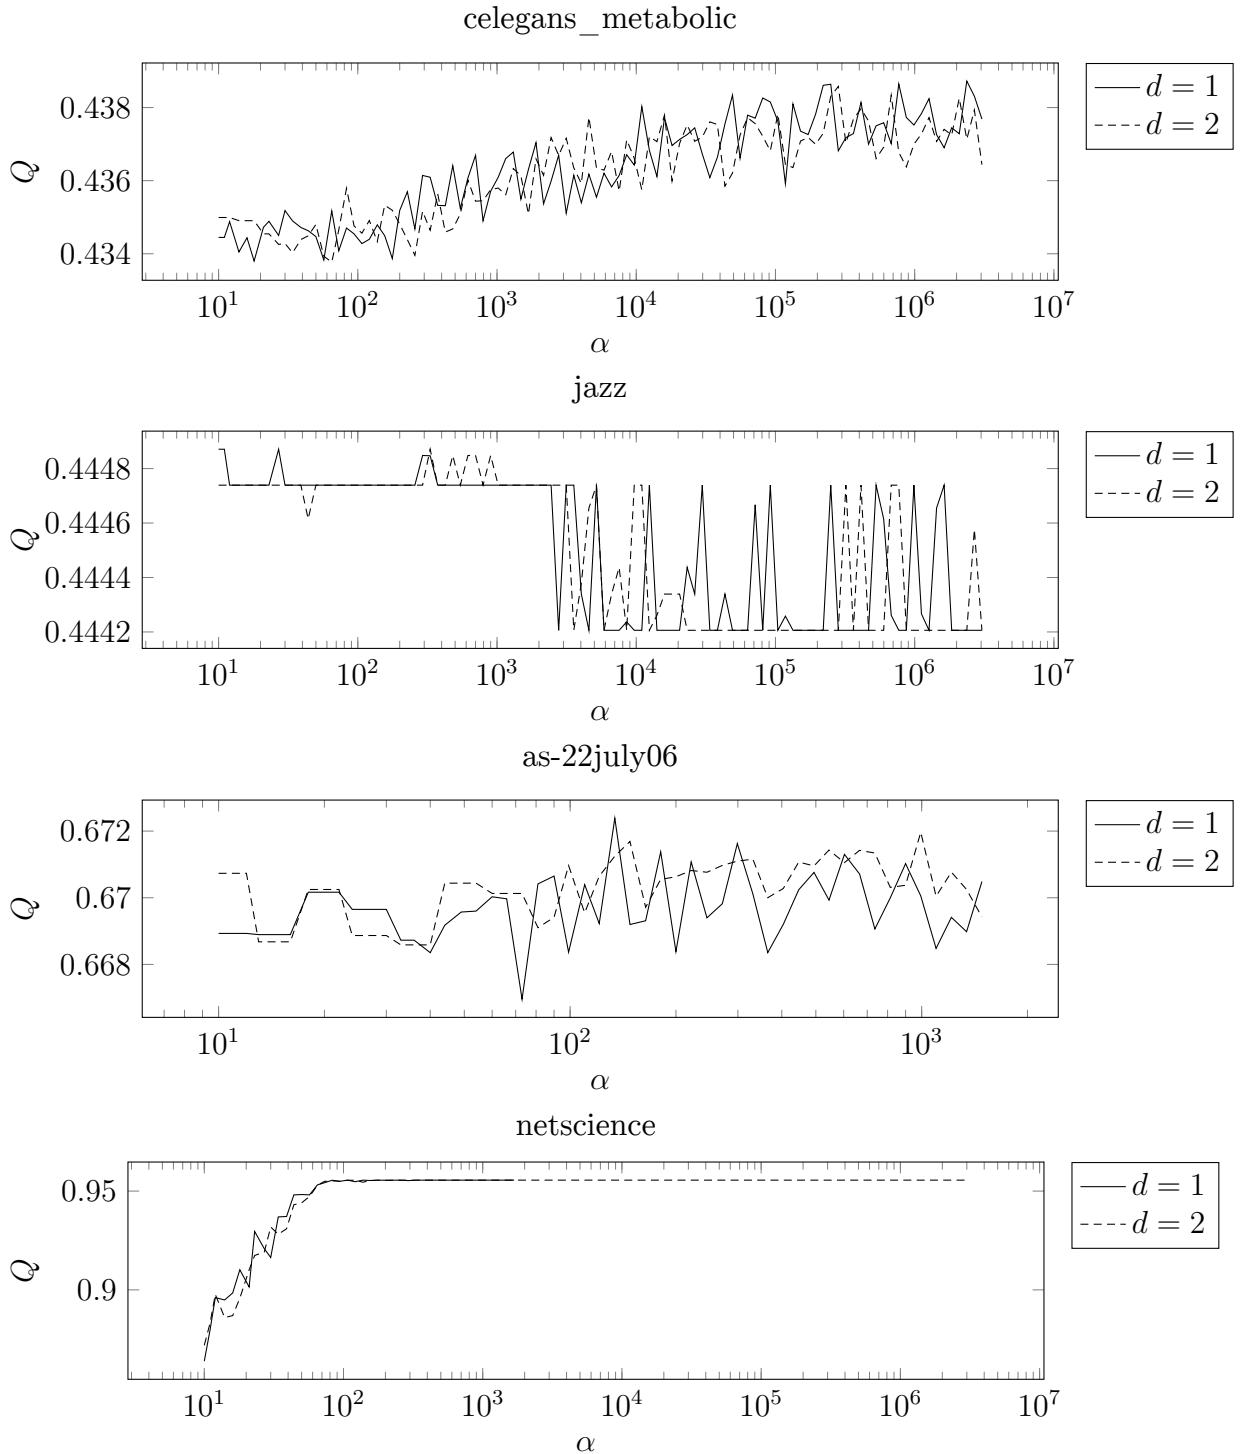 celegans_metabolic
0.438
0.436
0.434
Q
10^1 10^2 10^3 10^4 10^5 10^6 10^7
α
d = 1
d = 2
jazz
0.4448
0.4446
0.4444
0.4442
Q
10^1 10^2 10^3 10^4 10^5 10^6 10^7
α
d = 1
d = 2
as-22july06
0.672
0.67
0.668
Q
10^1 10^2 10^3
α
d = 1
d = 2
netscience
0.95
0.9
Q
10^1 10^2 10^3 10^4 10^5 10^6 10^7
α
d = 1
d = 2